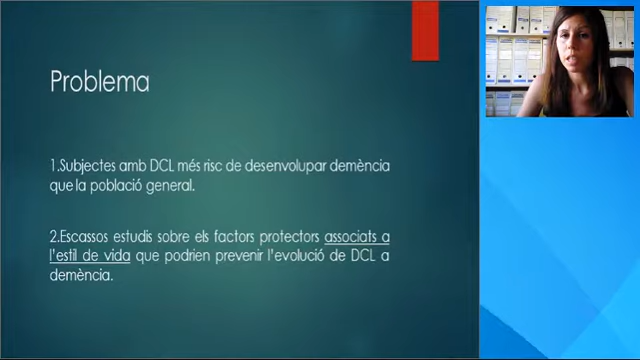 Problema
1.Subjectes amb DCL més risc de desenvolupar demència
que la població general.
2.Escassos estudis sobre els factors protectors associats a
l'estil de vida que podrien prevenir l'evolució de DCL a
demència.